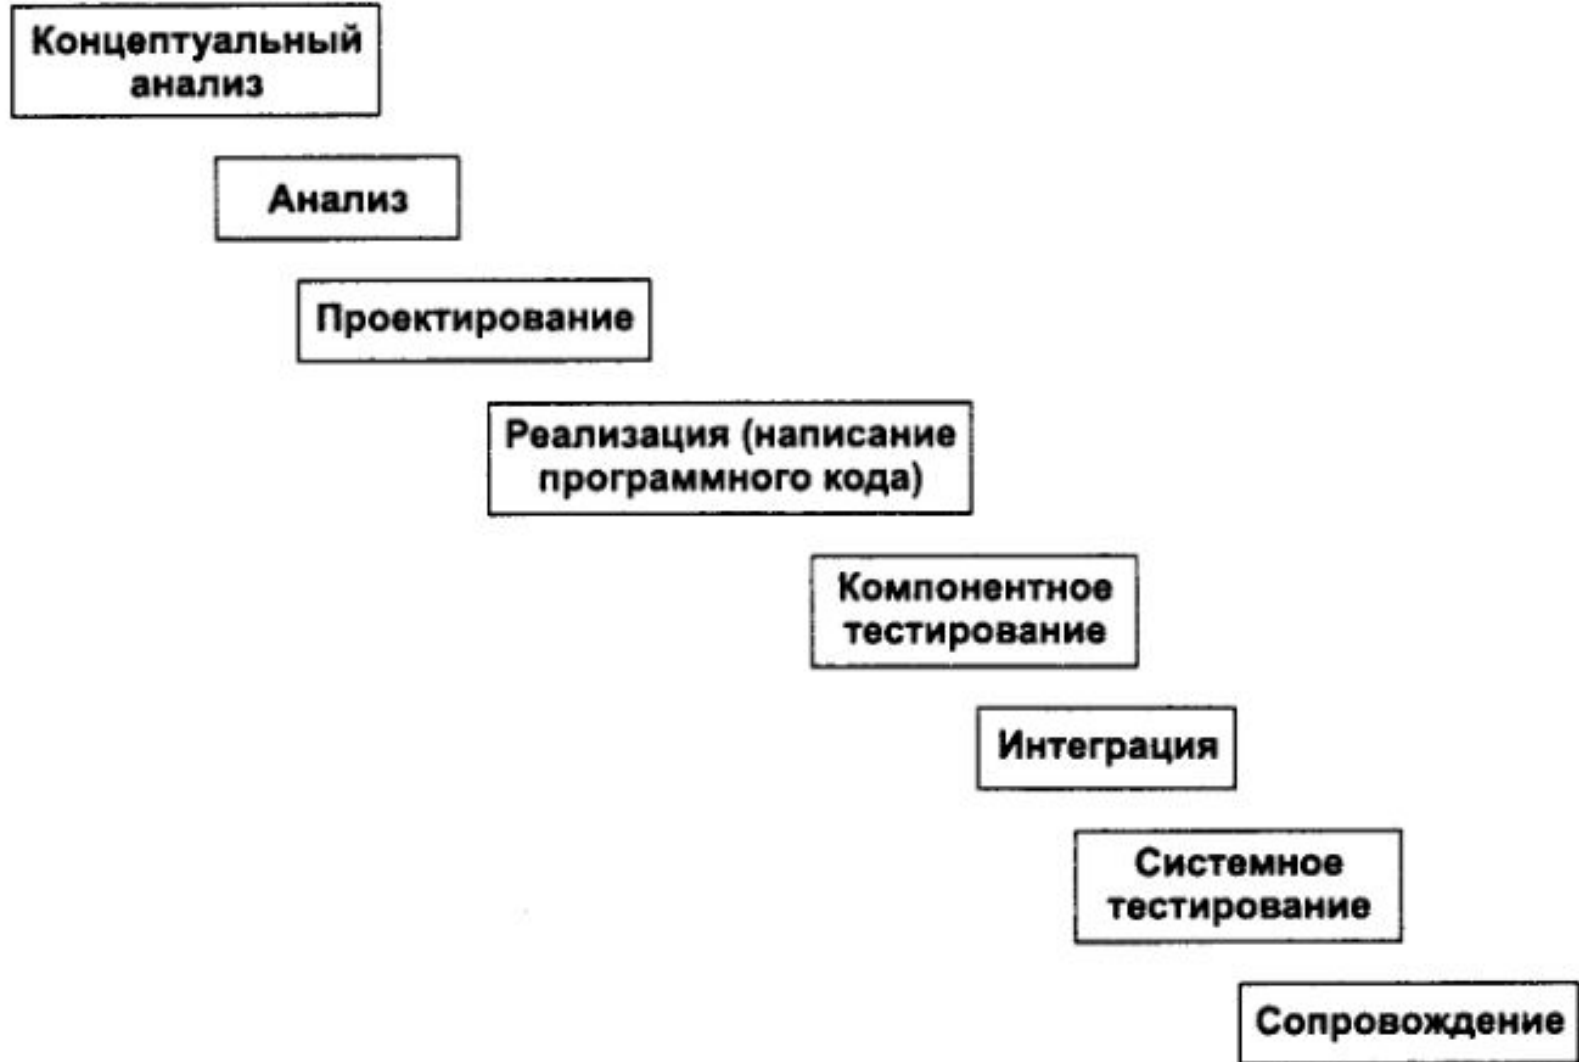 Концептуальный
анализ
Анализ
Проектирование
Реализация (написание
программного кода)
Компонентное
тестирование
Интеграция
Системное
тестирование
Сопровождение